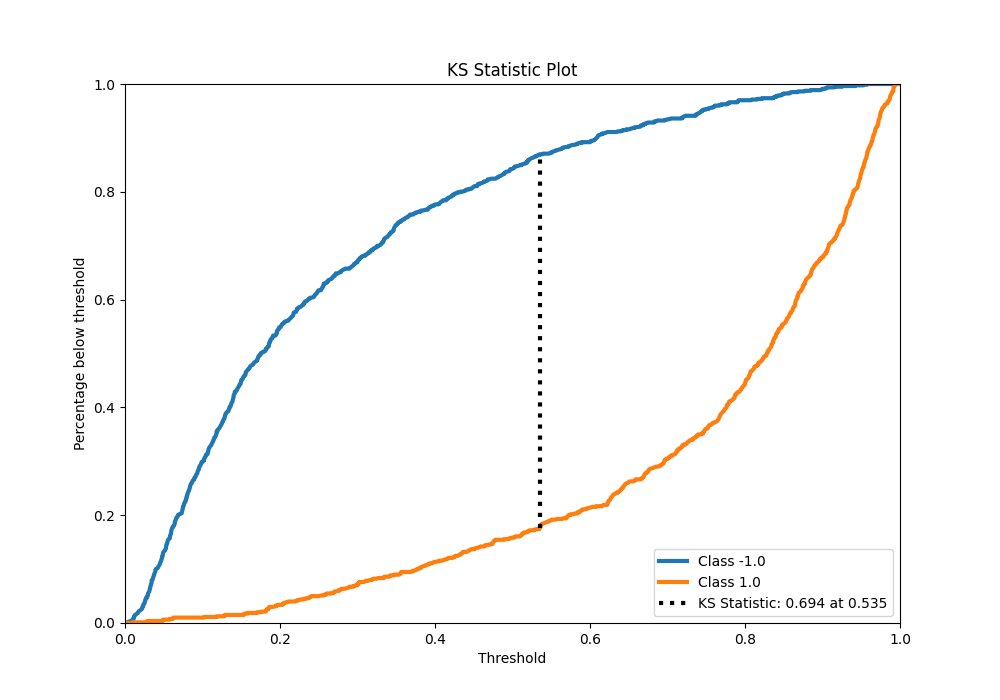 KS Statistic Plot
1.0
0.8
0.6
0.4
0.2
0.0
Percentage below threshold
0.0 0.2 0.4 0.6 0.8 1.0
Threshold
Class -1.0
Class 1.0
KS Statistic: 0.694 at 0.535